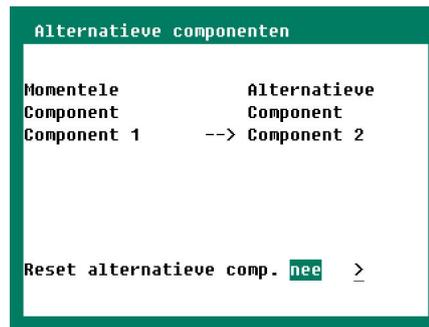 Alternatieve componenten
Momentele Alternatieve
Component Component
Component 1 --> Component 2
Reset alternatieve comp. nee >